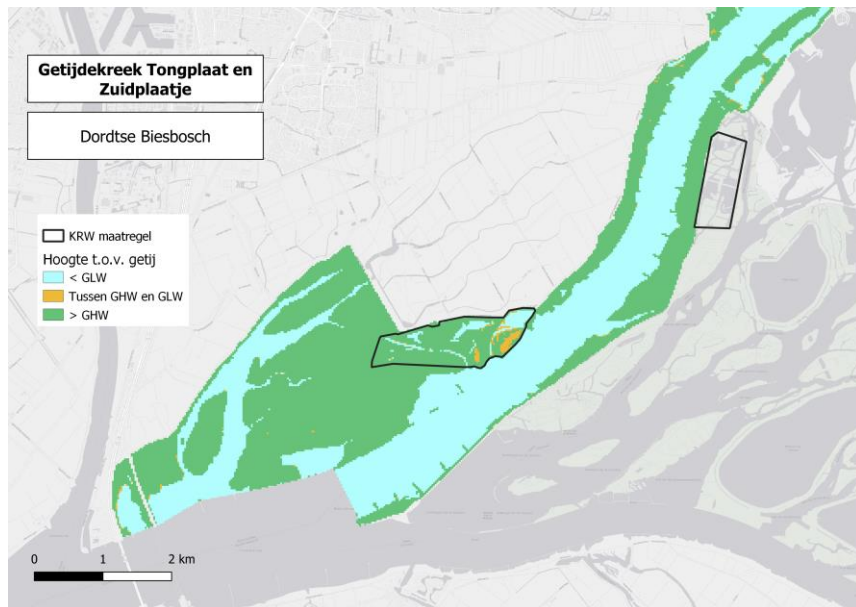 Getijdekreek Tongplaat en
Zuidplaatje
Dordtse Biesbosch
KRW maatregel
Hoogte t.o.v. getij
< GLW
Tussen GHW en GLW
> GHW
0 1 2 km